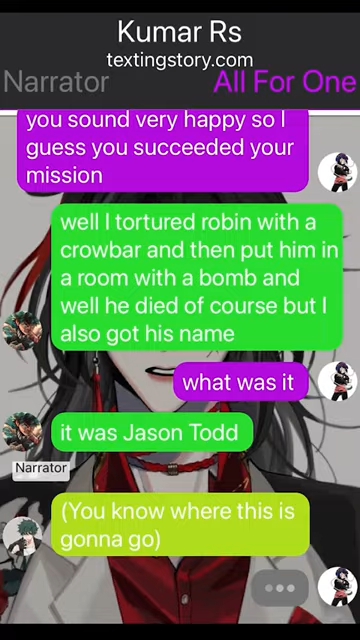 Kumar Rs
textingstory.com
Narrator All For One
you sound very happy so I
guess you succeeded your
mission
well I tortured robin with a
crowbar and then put him in
a room with a bomb and
well he died of course but I
also got his name
what was it
it was Jason Todd
Narrator
(You know where this is
gonna go)